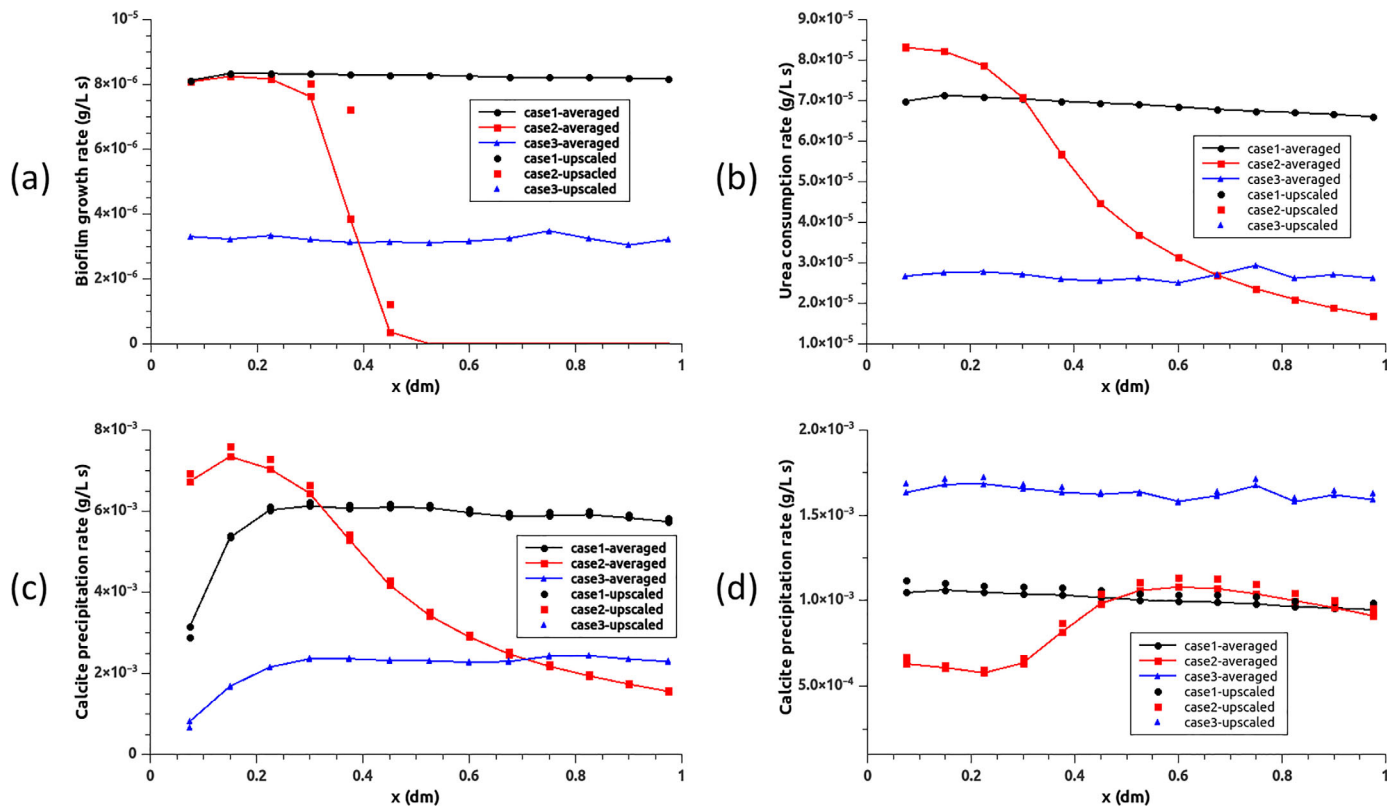 (a)
Biofilm growth rate (g/L s)
10⁻⁵
8×10⁻⁶
6×10⁻⁶
4×10⁻⁶
2×10⁻⁶
0
case1-averaged
case2-averaged
case3-averaged
case1-upscaled
case2-upsacled
case3-upscaled
0 0.2 0.4 0.6 0.8 1
x (dm)
(b)
Urea consumption rate (g/L s)
9.0×10⁻⁵
8.0×10⁻⁵
7.0×10⁻⁵
6.0×10⁻⁵
5.0×10⁻⁵
4.0×10⁻⁵
3.0×10⁻⁵
2.0×10⁻⁵
1.0×10⁻⁵
case1-averaged
case2-averaged
case3-averaged
case1-upscaled
case2-upscaled
case3-upscaled
0 0.2 0.4 0.6 0.8 1
x (dm)
(c)
Calcite precipitation rate (g/L s)
8×10⁻³
6×10⁻³
4×10⁻³
2×10⁻³
0
case1-averaged
case2-averaged
case3-averaged
case1-upscaled
case2-upscaled
case3-upscaled
0 0.2 0.4 0.6 0.8 1
x (dm)
(d)
Calcite precipitation rate (g/L s)
2.0×10⁻³
1.5×10⁻³
1.0×10⁻³
5.0×10⁻⁴
case1-averaged
case2-averaged
case3-averaged
case1-upscaled
case2-upscaled
case3-upscaled
0 0.2 0.4 0.6 0.8 1
x (dm)